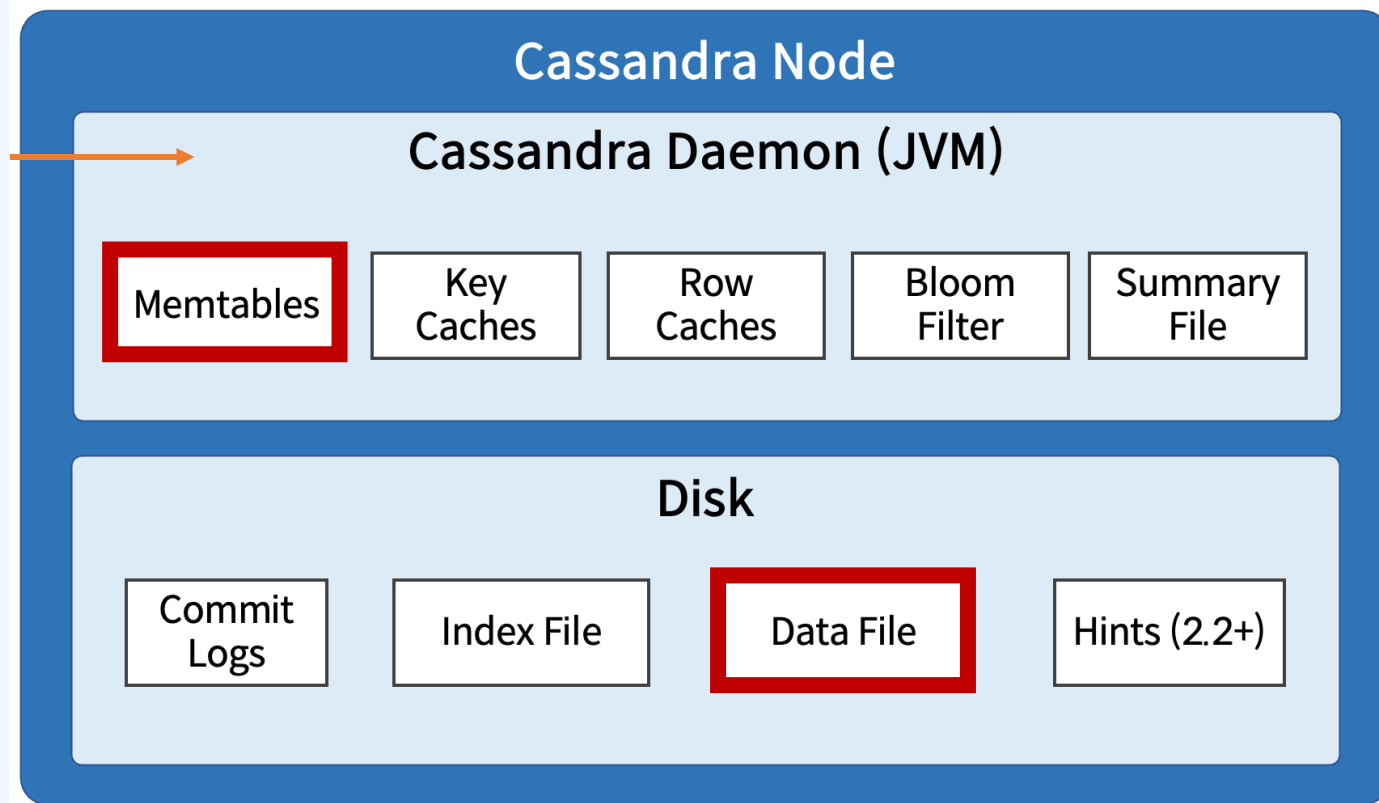 Cassandra Node
Cassandra Daemon (JVM)
Memtables
Key
Caches
Row
Caches
Bloom
Filter
Summary
File
Disk
Commit
Logs
Index File
Data File
Hints (2.2+)